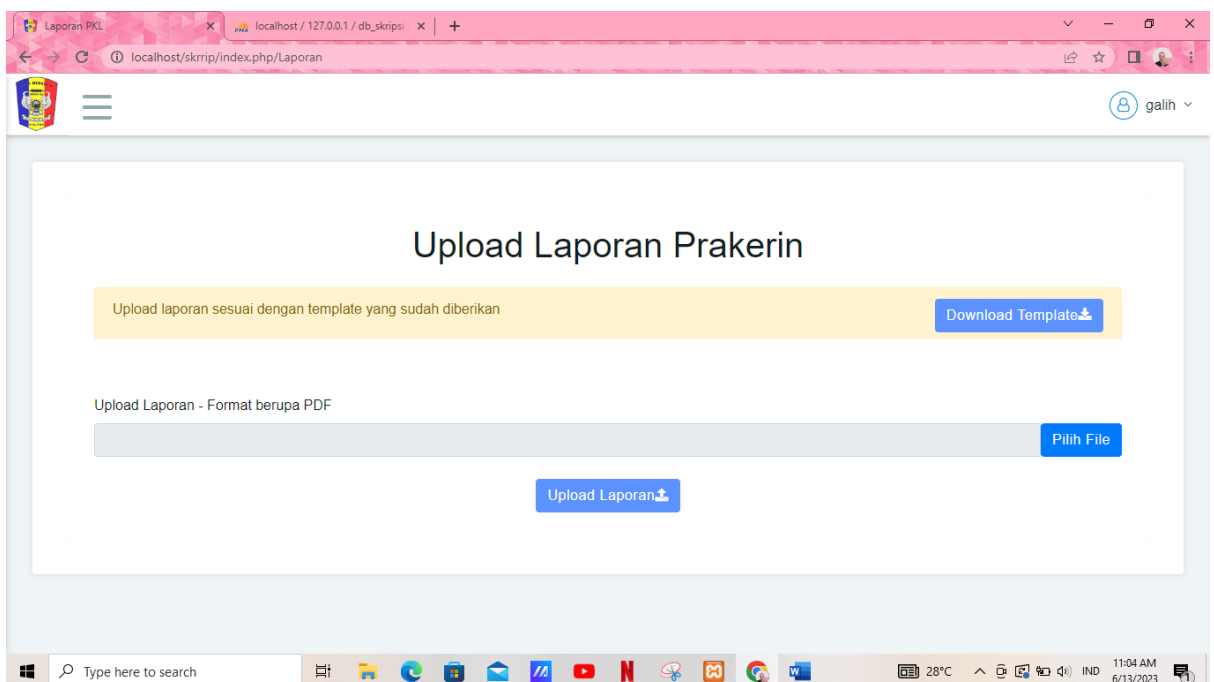 Laporan PKL
localhost / 127.0.0.1 / db_skripsi
localhost/skrrip/index.php/Laporan
galih
Upload Laporan Prakerin
Upload laporan sesuai dengan template yang sudah diberikan
Download Template
Upload Laporan - Format berupa PDF
Pilih File
Upload Laporan
Type here to search
28°C
IND
11:04 AM
6/13/2023